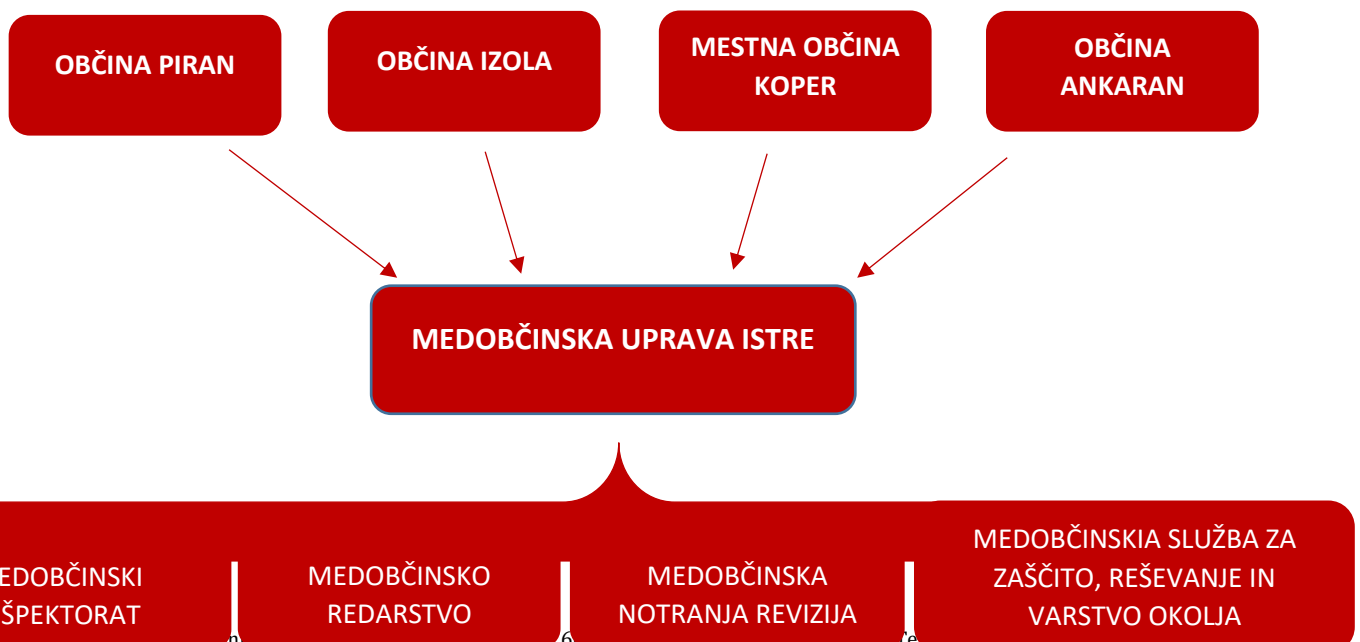 OBČINA PIRAN
OBČINA IZOLA
MESTNA OBČINA
KOPER
OBČINA
ANKARAN
MEDOBČINSKA UPRAVA ISTRE
EDOBČINSKI
ŠPEKTORAT
MEDOBČINSKO
REDARSTVO
MEDOBČINSKA
NOTRANJA REVIZIJA
MEDOBČINSKIA SLUŽBA ZA
ZAŠČITO, REŠEVANJE IN
VARSTVO OKOLJA